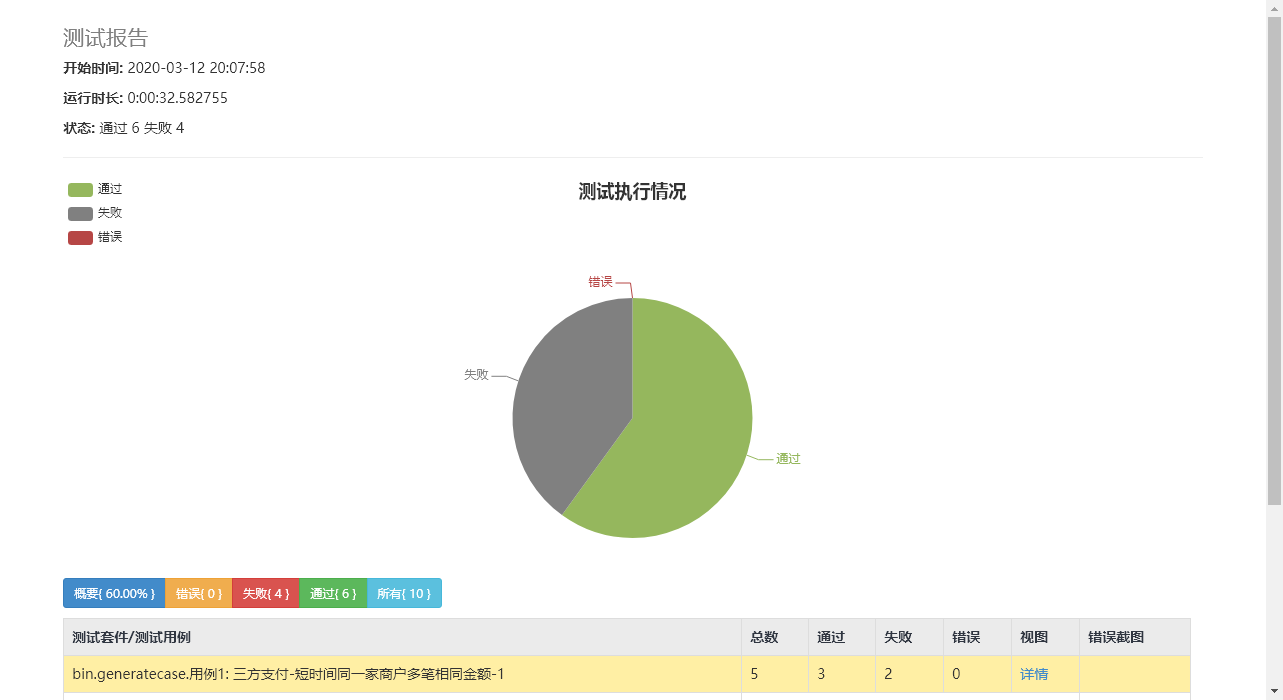 测试报告
开始时间: 2020-03-12 20:07:58
运行时长: 0:00:32.582755
状态: 通过 6 失败 4
通过
失败
错误
测试执行情况
错误
失败
通过
概要{ 60.00% } 错误{ 0 } 失败{ 4 } 通过{ 6 } 所有{ 10 }
测试套件/测试用例 总数 通过 失败 错误 视图 错误截图
bin.generatecase.用例1: 三方支付-短时间同一家商户多笔相同金额-1 5 3 2 0 详情